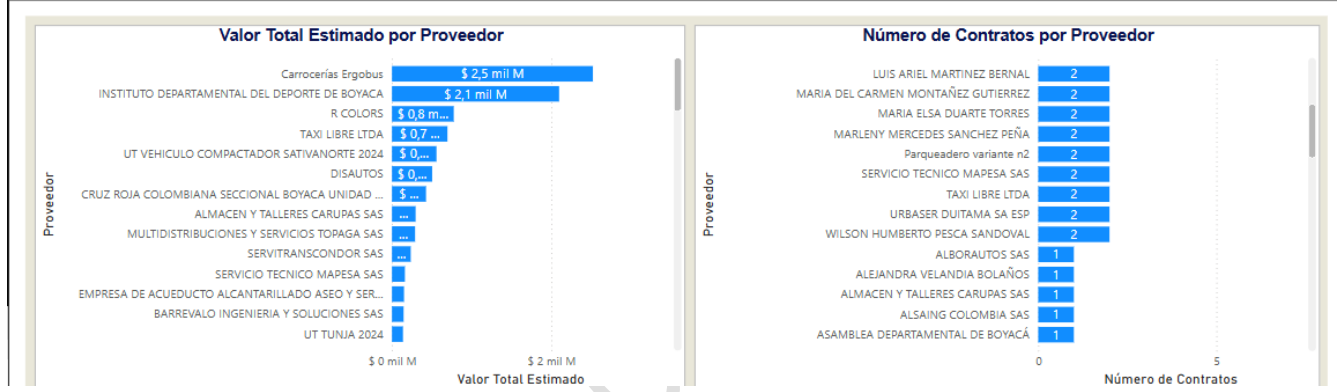 Valor Total Estimado por Proveedor
Carrocerías Ergobus $ 2,5 mil M
INSTITUTO DEPARTAMENTAL DEL DEPORTE DE BOYACA $ 2,1 mil M
R COLORS $ 0,8 m...
TAXI LIBRE LTDA $ 0,7 ...
UT VEHICULO COMPACTADOR SATIVANORTE 2024 $ 0,...
DISAUTOS $ 0,...
CRUZ ROJA COLOMBIANA SECCIONAL BOYACA UNIDAD ... $ ...
ALMACEN Y TALLERES CARUPAS SAS ...
MULTIDISTRIBUCIONES Y SERVICIOS TOPAGA SAS ...
SERVITRANSCONDOR SAS ...
SERVICIO TECNICO MAPESA SAS
EMPRESA DE ACUEDUCTO ALCANTARILLADO ASEO Y SER...
BARREVALO INGENIERIA Y SOLUCIONES SAS
UT TUNJA 2024
Proveedor
$ 0 mil M $ 2 mil M
Valor Total Estimado
Número de Contratos por Proveedor
LUIS ARIEL MARTINEZ BERNAL 2
MARIA DEL CARMEN MONTAÑEZ GUTIERREZ 2
MARIA ELSA DUARTE TORRES 2
MARLENY MERCEDES SANCHEZ PEÑA 2
Parqueadero variante n2 2
SERVICIO TECNICO MAPESA SAS 2
TAXI LIBRE LTDA 2
URBASER DUITAMA SA ESP 2
WILSON HUMBERTO PESCA SANDOVAL 2
ALBORAUTOS SAS 1
ALEJANDRA VELANDIA BOLAÑOS 1
ALMACEN Y TALLERES CARUPAS SAS 1
ALSAING COLOMBIA SAS 1
ASAMBLEA DEPARTAMENTAL DE BOYACÁ 1
Proveedor
0 5
Número de Contratos